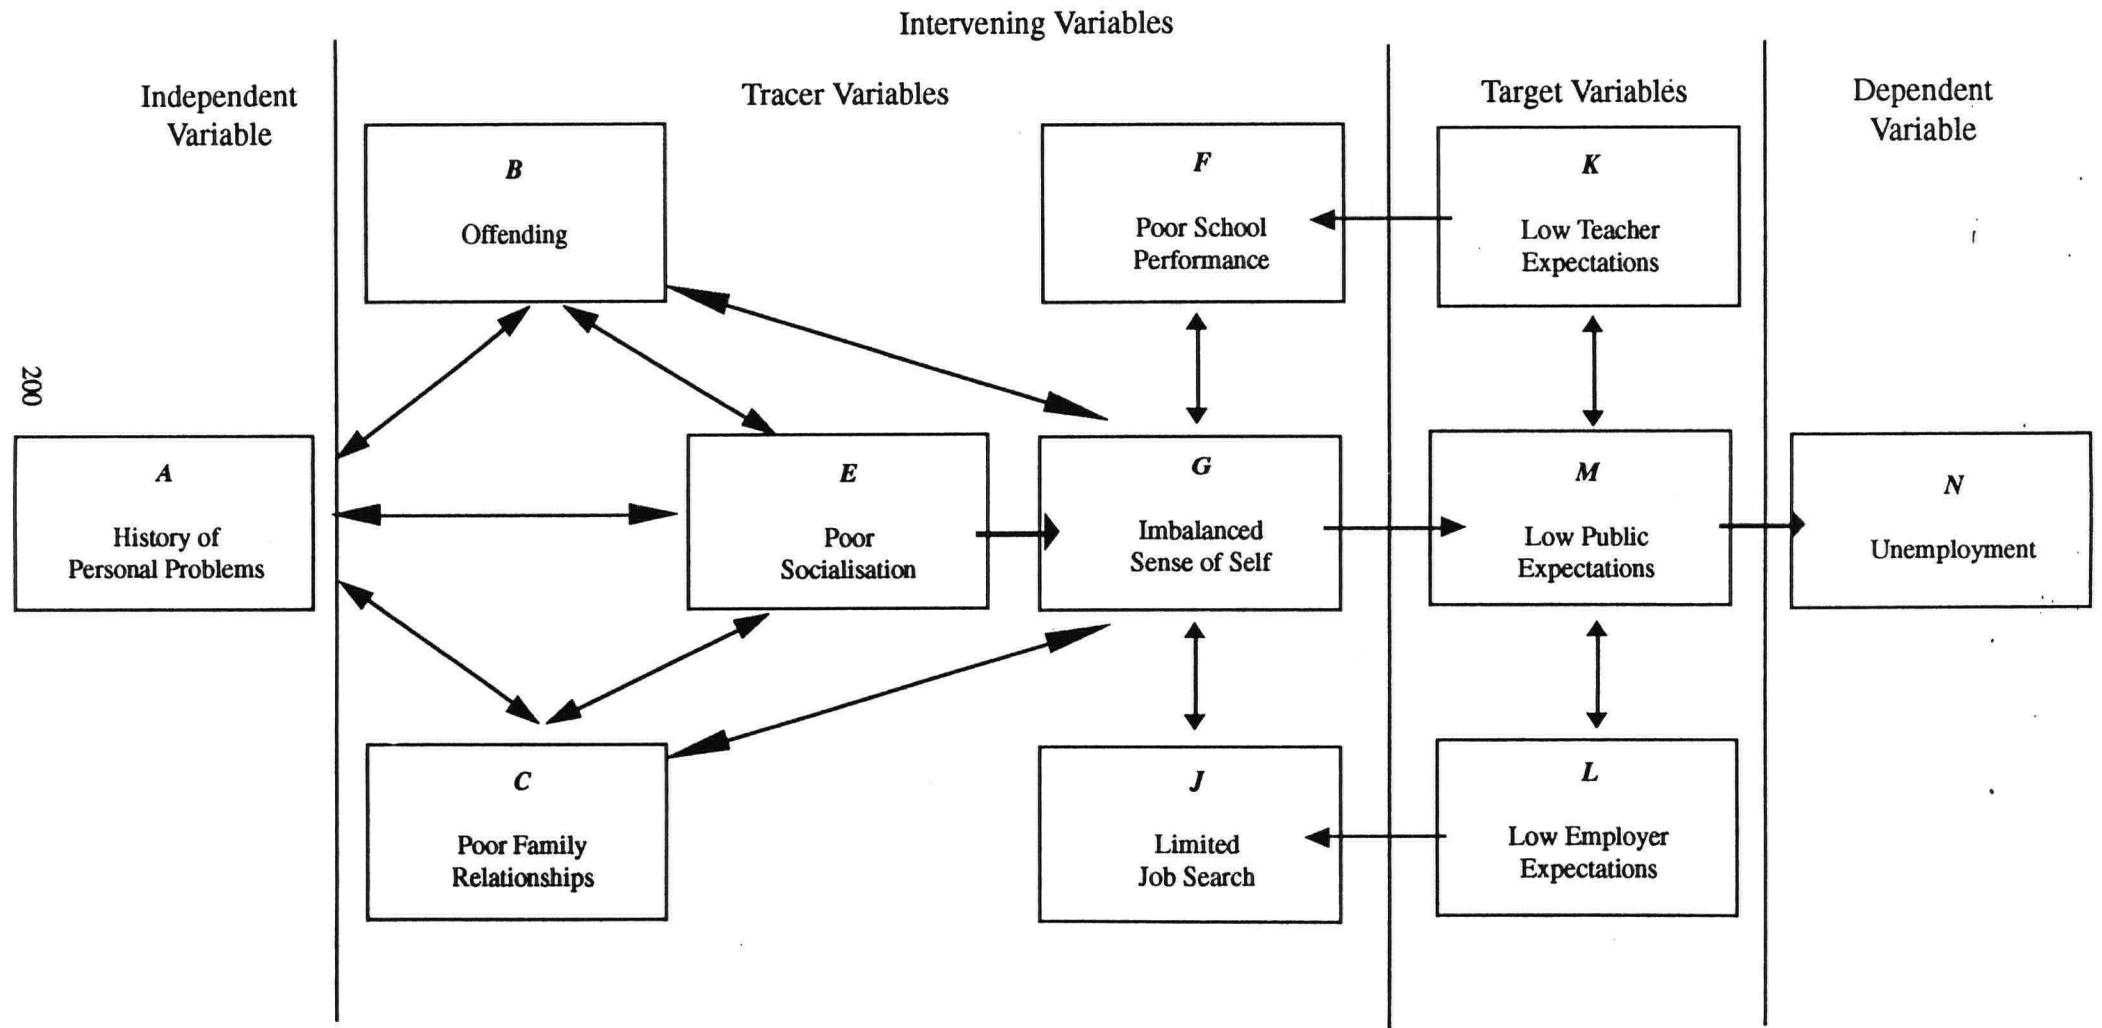 Intervening Variables
Independent
Variable
Tracer Variables
Target Variables
Dependent
Variable
B
Offending
F
Poor School
Performance
K
Low Teacher
Expectations
200
A
History of
Personal Problems
E
Poor
Socialisation
G
Imbalanced
Sense of Self
M
Low Public
Expectations
N
Unemployment
C
Poor Family
Relationships
J
Limited
Job Search
L
Low Employer
Expectations